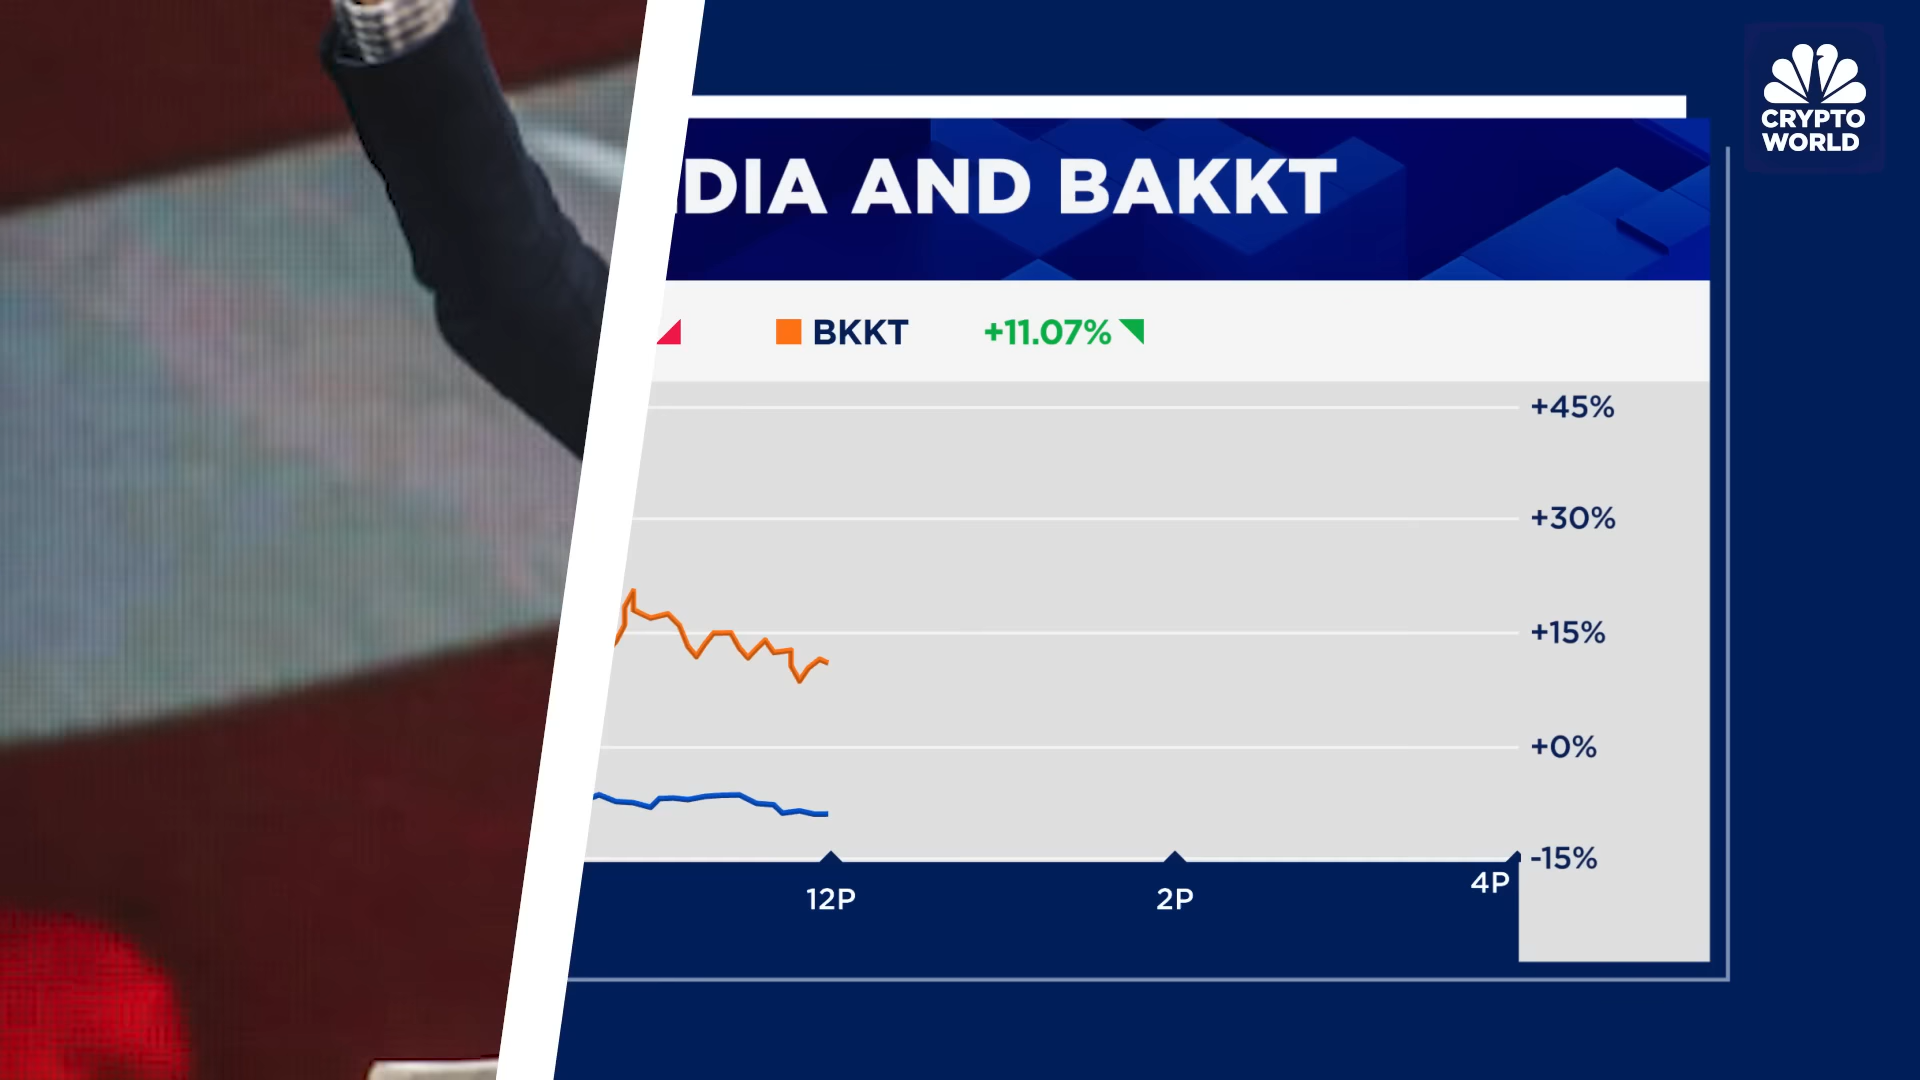 CRYPTO
WORLD
DIA AND BAKKT
BKKT +11.07%
+45%
+30%
+15%
+0%
-15%
12P 2P 4P